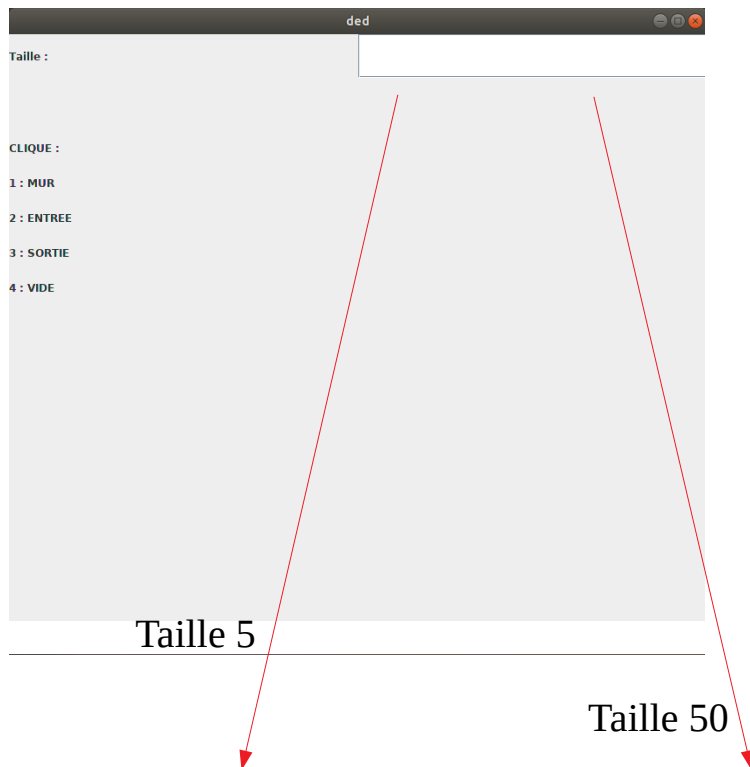 ded
Taille :
CLIQUE :
1 : MUR
2 : ENTREE
3 : SORTIE
4 : VIDE
Taille 5
Taille 50